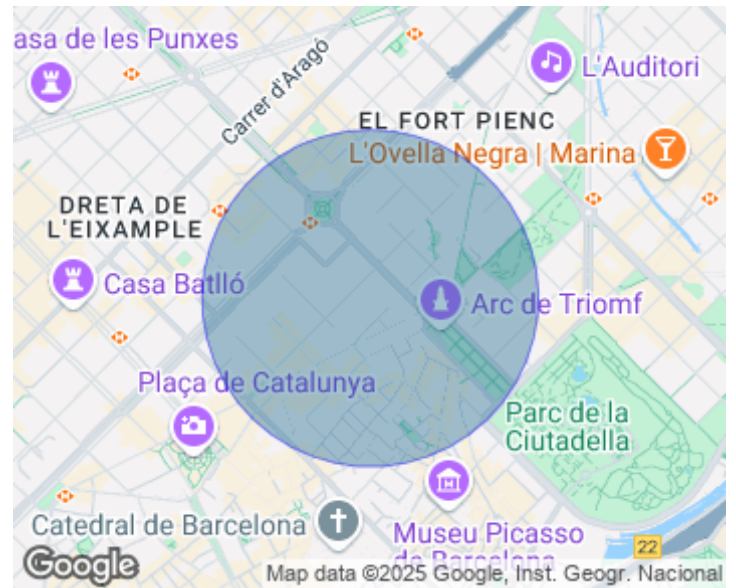 asa de les Punxes
Carrer d'Aragó
L'Auditori
EL FORT PIENC
L'Ovella Negra | Marina
DRETA DE
L'EIXAMPLE
Casa Batlló
Arc de Triomf
Plaça de Catalunya
Parc de la
Ciutadella
Catedral de Barcelona
Museu Picasso
de Barcelona
22
Google
Map data ©2025 Google, Inst. Geogr. Nacional